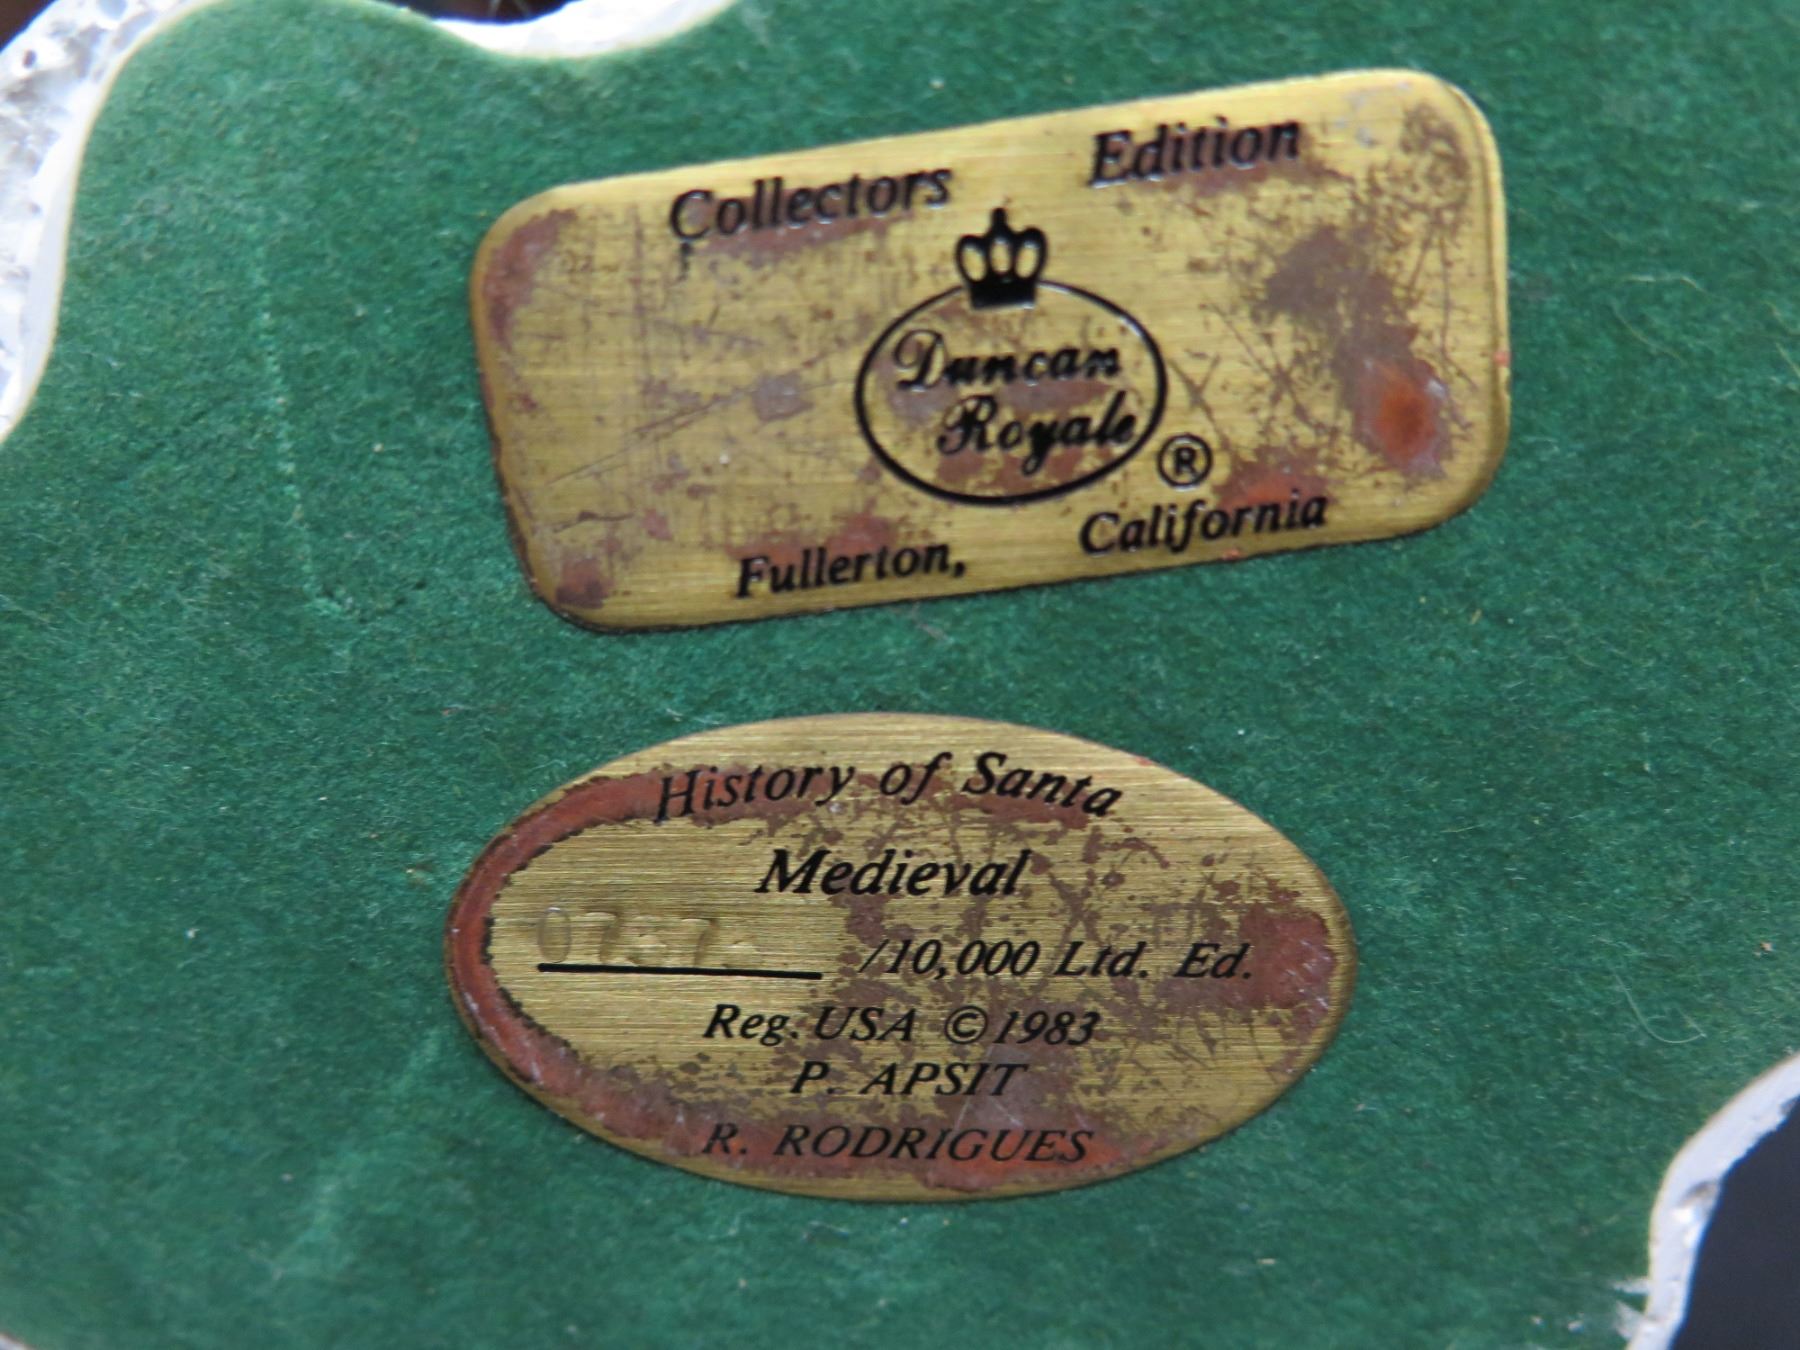 Collectors Edition
Duncan
Royale
®
Fullerton, California
History of Santa
Medieval
/10,000 Ltd. Ed.
Reg. USA © 1983
P. APSIT
R. RODRIGUES